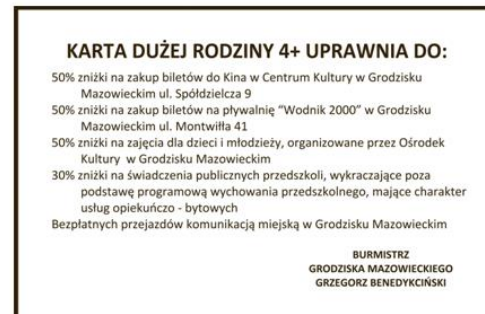 KARTA DUŻEJ RODZINY 4+ UPRAWNIA DO:
50% zniżki na zakup biletów do Kina w Centrum Kultury w Grodzisku
Mazowieckim ul. Spółdzielcza 9
50% zniżki na zakup biletów na pływalnię “Wodnik 2000” w Grodzisku
Mazowieckim ul. Montwiłła 41
50% zniżki na zajęcia dla dzieci i młodzieży, organizowane przez Ośrodek
Kultury w Grodzisku Mazowieckim
30% zniżki na świadczenia publicznych przedszkoli, wykraczające poza
podstawę programową wychowania przedszkolnego, mające charakter
usług opiekuńczo - bytowych
Bezpłatnych przejazdów komunikacją miejską w Grodzisku Mazowieckim
BURMISTRZ
GRODZISKA MAZOWIECKIEGO
GRZEGORZ BENEDYKCIŃSKI